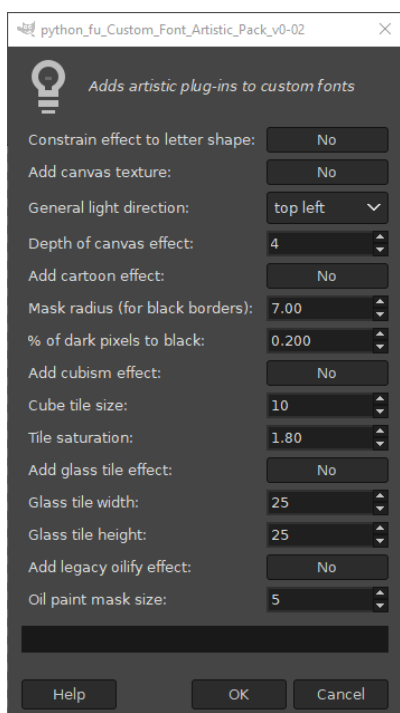 python_fu_Custom_Font_Artistic_Pack_v0-02
Adds artistic plug-ins to custom fonts
Constrain effect to letter shape: No
Add canvas texture: No
General light direction: top left
Depth of canvas effect: 4
Add cartoon effect: No
Mask radius (for black borders): 7.00
% of dark pixels to black: 0.200
Add cubism effect: No
Cube tile size: 10
Tile saturation: 1.80
Add glass tile effect: No
Glass tile width: 25
Glass tile height: 25
Add legacy oilify effect: No
Oil paint mask size: 5
Help OK Cancel